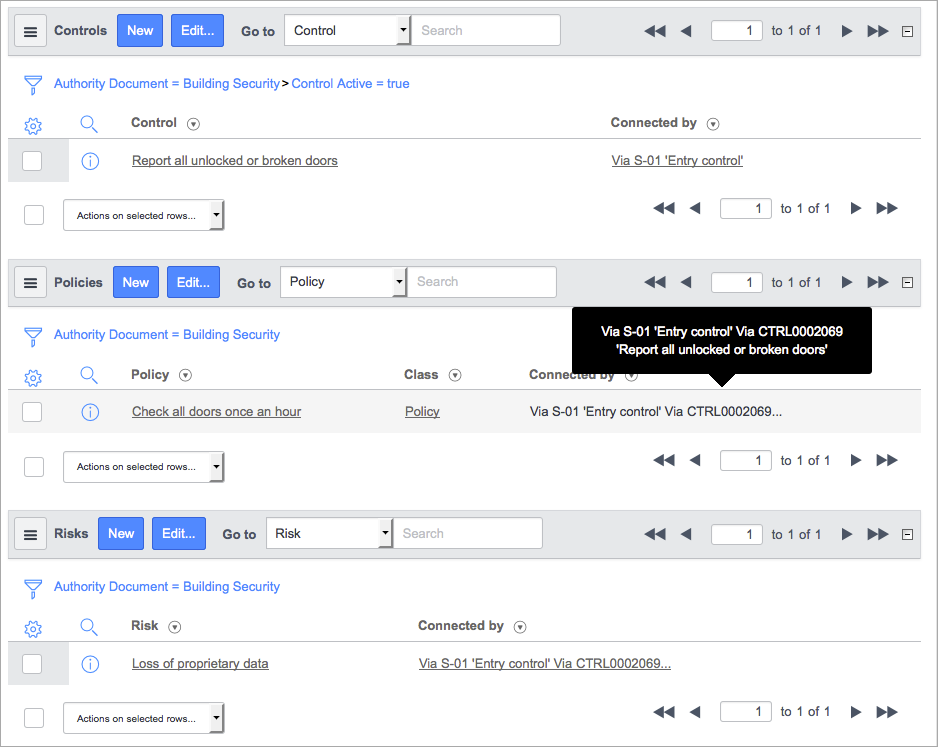 Controls New Edit... Go to Control Search 1 to 1 of 1
Authority Document = Building Security > Control Active = true
Control Connected by
Report all unlocked or broken doors Via S-01 'Entry control'
Actions on selected rows... 1 to 1 of 1
Policies New Edit... Go to Policy Search 1 to 1 of 1
Via S-01 'Entry control' Via CTRL0002069
'Report all unlocked or broken doors'
Authority Document = Building Security
Policy Class Connected by
Check all doors once an hour Policy Via S-01 'Entry control' Via CTRL0002069...
Actions on selected rows... 1 to 1 of 1
Risks New Edit... Go to Risk Search 1 to 1 of 1
Authority Document = Building Security
Risk Connected by
Loss of proprietary data Via S-01 'Entry control' Via CTRL0002069...
Actions on selected rows... 1 to 1 of 1